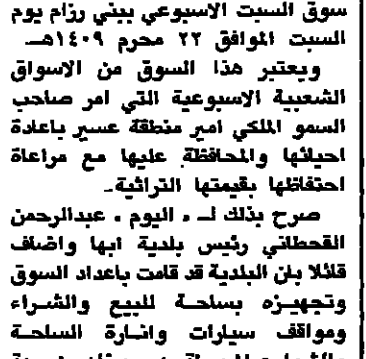 سوق السبت الاسبوعي ببني رزام يوم
السبت الموافق ٢٢ محرم ١٤٠٩هـ.
ويعتبر هذا السوق من الاسواق
الشعبية الاسبوعية التي امر صاحب
السمو الملكي امير منطقة عسير باعادة
احيائها والمحافظة عليها مع مراعاة
احتفاظها بقيمتها التراثية.
صرح بذلك لـ « اليوم » عبدالرحمن
القحطاني رئيس بلدية ابها واضاف
قائلا بان البلدية قد قامت باعداد السوق
وتجهيزه بساحة للبيع والشراء
ومواقف سيارات وانارة الساحة